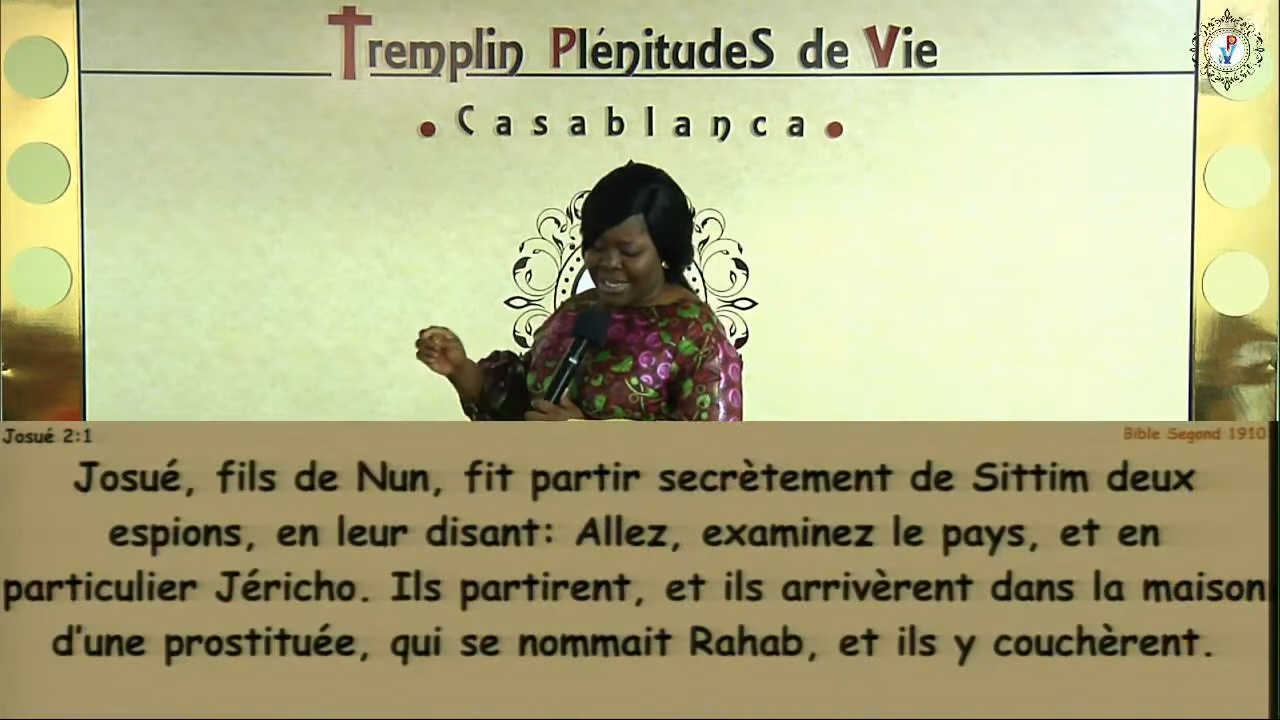 Tremplin PlénitudeS de Vie
• Casablanca •
PV
Josué 2:1
Bible Segond 1910
Josué, fils de Nun, fit partir secrètement de Sittim deux
espions, en leur disant: Allez, examinez le pays, et en
particulier Jéricho. Ils partirent, et ils arrivèrent dans la maison
d'une prostituée, qui se nommait Rahab, et ils y couchèrent.